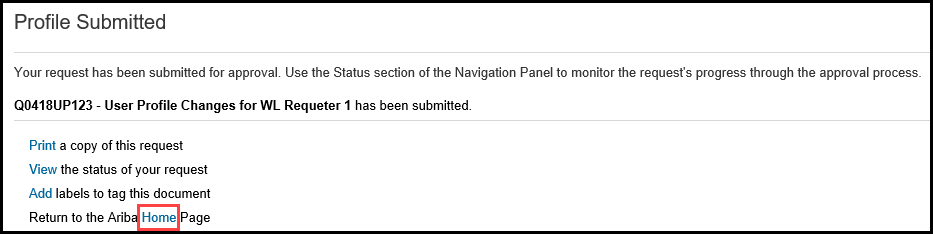 Profile Submitted
Your request has been submitted for approval. Use the Status section of the Navigation Panel to monitor the request's progress through the approval process.
Q0418UP123 - User Profile Changes for WL Requeter 1 has been submitted.
Print a copy of this request
View the status of your request
Add labels to tag this document
Return to the Ariba Home Page